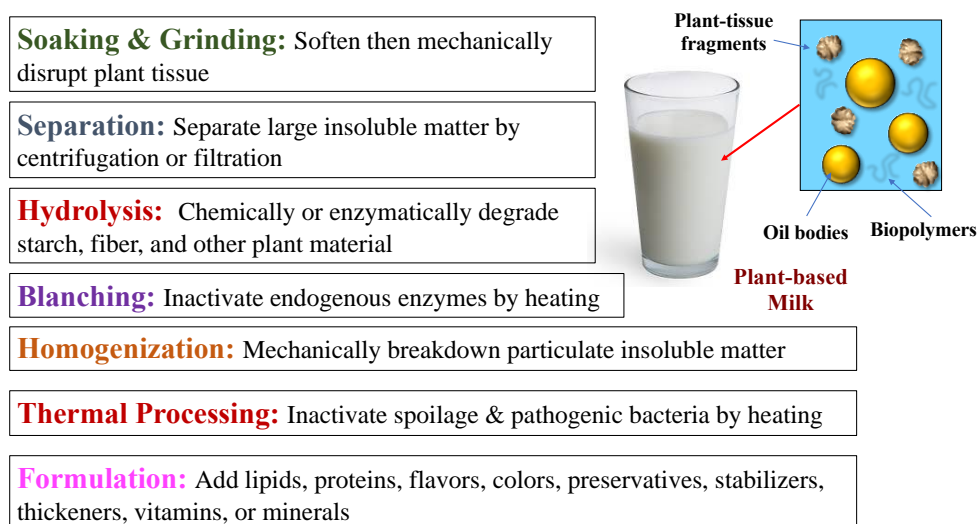 Soaking & Grinding: Soften then mechanically
disrupt plant tissue
Separation: Separate large insoluble matter by
centrifugation or filtration
Hydrolysis: Chemically or enzymatically degrade
starch, fiber, and other plant material
Blanching: Inactivate endogenous enzymes by heating
Homogenization: Mechanically breakdown particulate insoluble matter
Thermal Processing: Inactivate spoilage & pathogenic bacteria by heating
Formulation: Add lipids, proteins, flavors, colors, preservatives, stabilizers,
thickeners, vitamins, or minerals
Plant-tissue
fragments
Oil bodies
Biopolymers
Plant-based
Milk